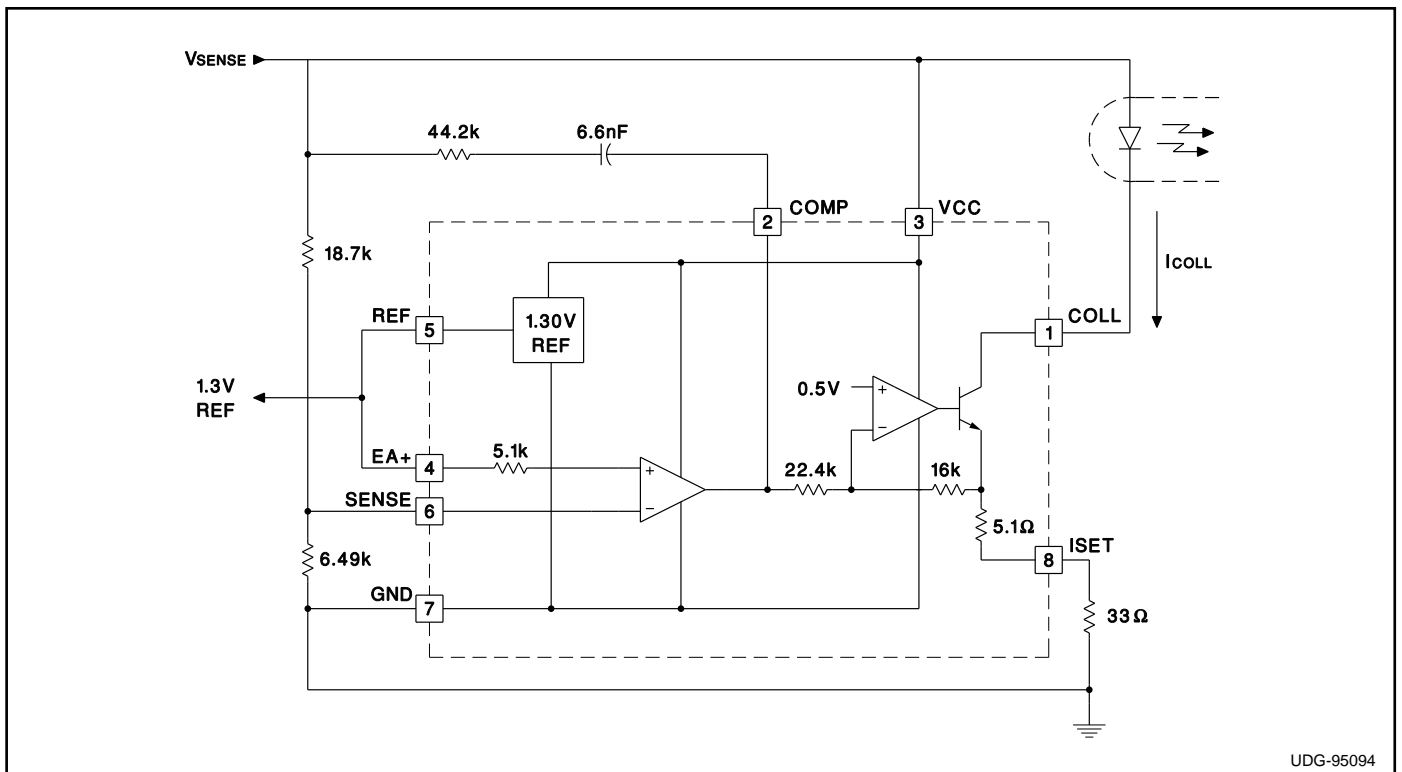 VSENSE
44.2k
6.6nF
2 COMP
3 VCC
18.7k
ICOLL
REF
5
1.30V
REF
COLL
1
1.3V
REF
0.5V
+
−
EA+
4
5.1k
+
−
22.4k
16k
SENSE
6
5.1Ω
ISET
8
6.49k
GND
7
33Ω
UDG-95094